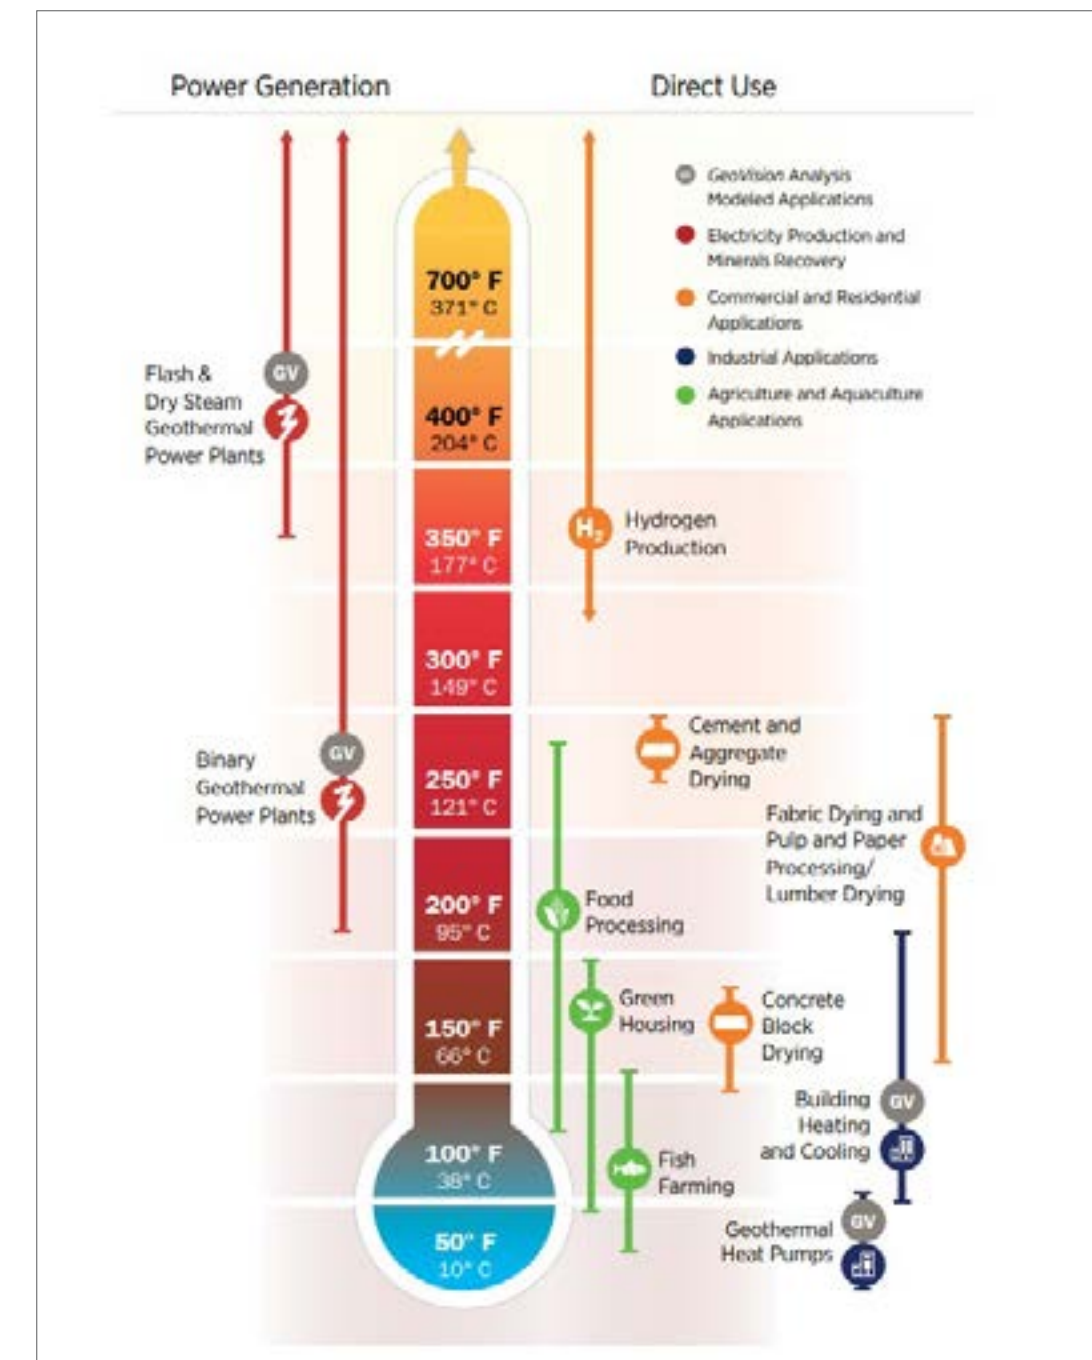 Power Generation
Direct Use
GeoVision Analysis
Modeled Applications
Electricity Production and
Minerals Recovery
Commercial and Residential
Applications
Industrial Applications
Agriculture and Aquaculture
Applications
700° F
371° C
Flash &
Dry Steam
Geothermal
Power Plants
GV
400° F
204° C
350° F
177° C
H2
Hydrogen
Production
300° F
149° C
Cement and
Aggregate
Drying
Binary
Geothermal
Power Plants
GV
250° F
121° C
Fabric Dying and
Pulp and Paper
Processing/
Lumber Drying
200° F
95° C
Food
Processing
Green
Housing
Concrete
Block
Drying
150° F
66° C
Building
Heating
and Cooling
GV
100° F
38° C
Fish
Farming
Geothermal
Heat Pumps
GV
50° F
10° C